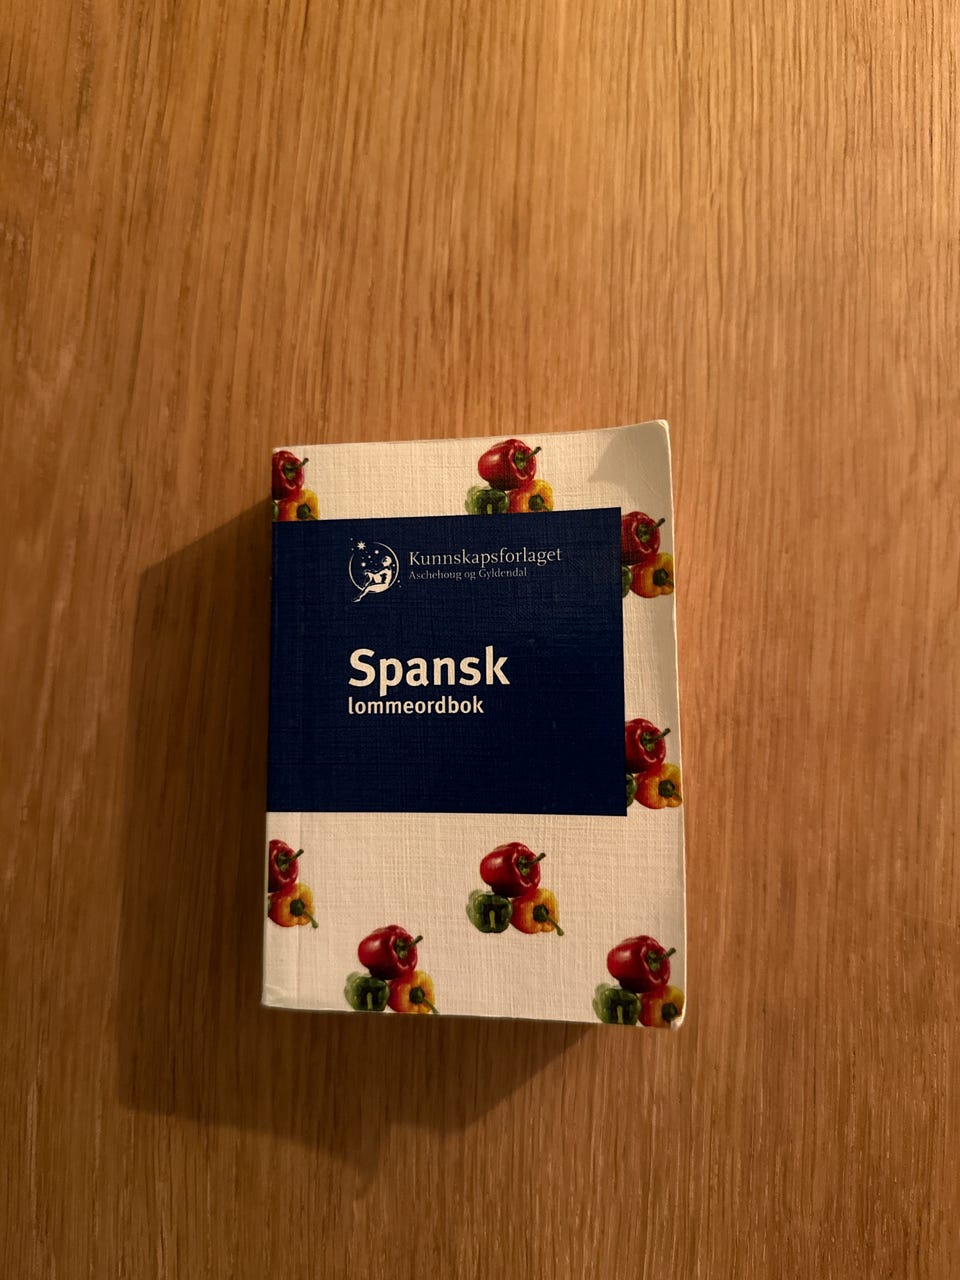 Kunnskapsforlaget
Aschehoug og Gyldendal
Spansk
lommeordbok